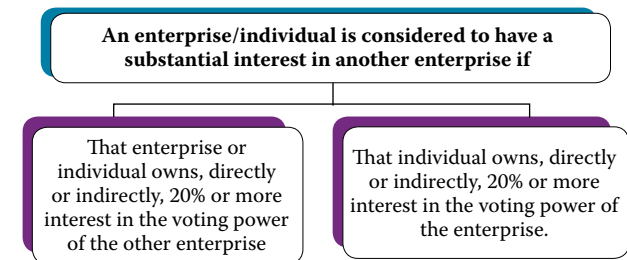 An enterprise/individual is considered to have a
substantial interest in another enterprise if
That enterprise or
individual owns, directly
or indirectly, 20% or more
interest in the voting power
of the other enterprise
That individual owns, directly
or indirectly, 20% or more
interest in the voting power of
the enterprise.